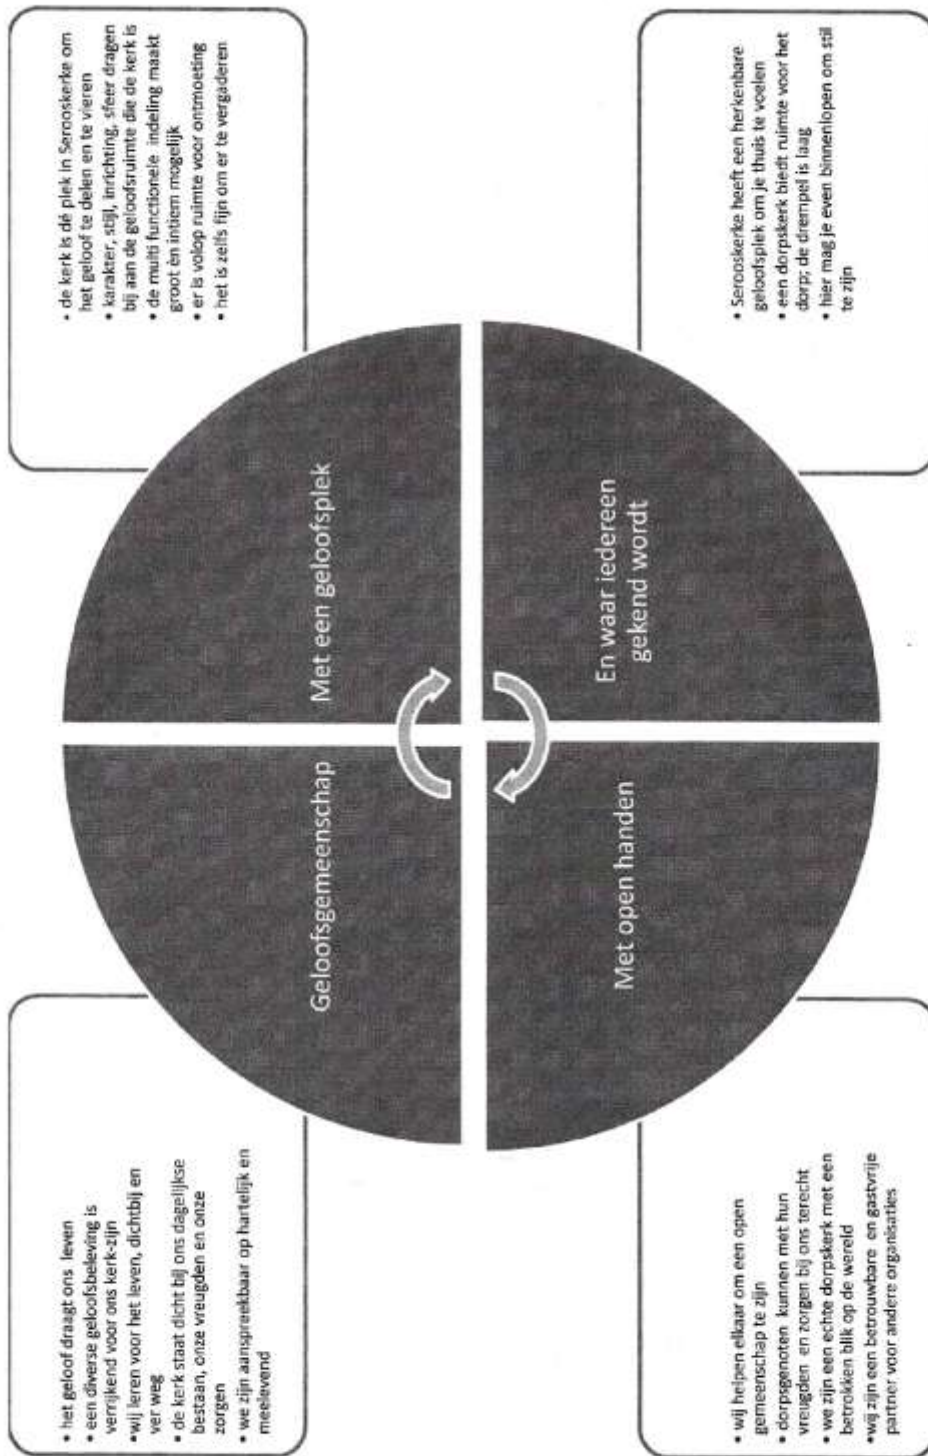 • het geloof draagt ons leven
• een diverse geloofsbeleving is
verrijkend voor ons kerk-zijn
•wij leren voor het leven, dichtbij en
ver weg
• de kerk staat dicht bij ons dagelijkse
bestaan, onze vreugden en onze
zorgen
• we zijn aanspreekbaar op hartelijk en
meelevend
• de kerk is dé plek in Serooskerke om
het geloof te delen en te vieren
• karakter, stijl, inrichting, sfeer dragen
bij aan de geloofsruimte die de kerk is
• de multi functionele indeling maakt
groot èn intiem mogelijk
• er is volop ruimte voor ontmoeting
• het is zelfs fijn om er te vergaderen
Geloofsgemeenschap
Met een geloofsplek
Met open handen
En waar iedereen
gekend wordt
• wij helpen elkaar om een open
gemeenschap te zijn
• dorpsgenoten kunnen met hun
vreugden en zorgen bij ons terecht
• we zijn een echte dorpskerk met een
betrokken blik op de wereld
•wij zijn een betrouwbare en gastvrije
partner voor andere organisaties
• Serooskerke heeft een herkenbare
geloofsplek om je thuis te voelen
• een dorpskerk biedt ruimte voor het
dorp; de drempel is laag
• hier mag je even binnenlopen om stil
te zijn